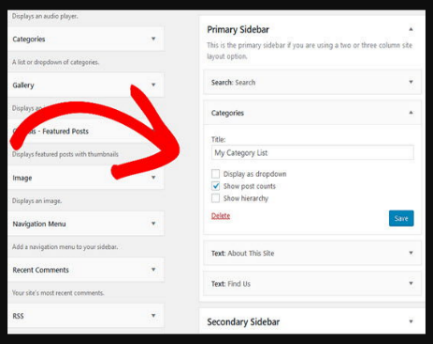 Displays an audio player.
Categories
A list or dropdown of categories.
Gallery
Displays an
- Featured Posts
Displays featured posts with thumbnails
Image
Displays an image.
Navigation Menu
Add a navigation menu to your sidebar.
Recent Comments
Your site's most recent comments.
RSS
Primary Sidebar
This is the primary sidebar if you are using a two or three column site
layout option.
Search: Search
Categories
Title:
My Category List
Display as dropdown
Show post counts
Show hierarchy
Delete
Save
Text: About This Site
Text: Find Us
Secondary Sidebar